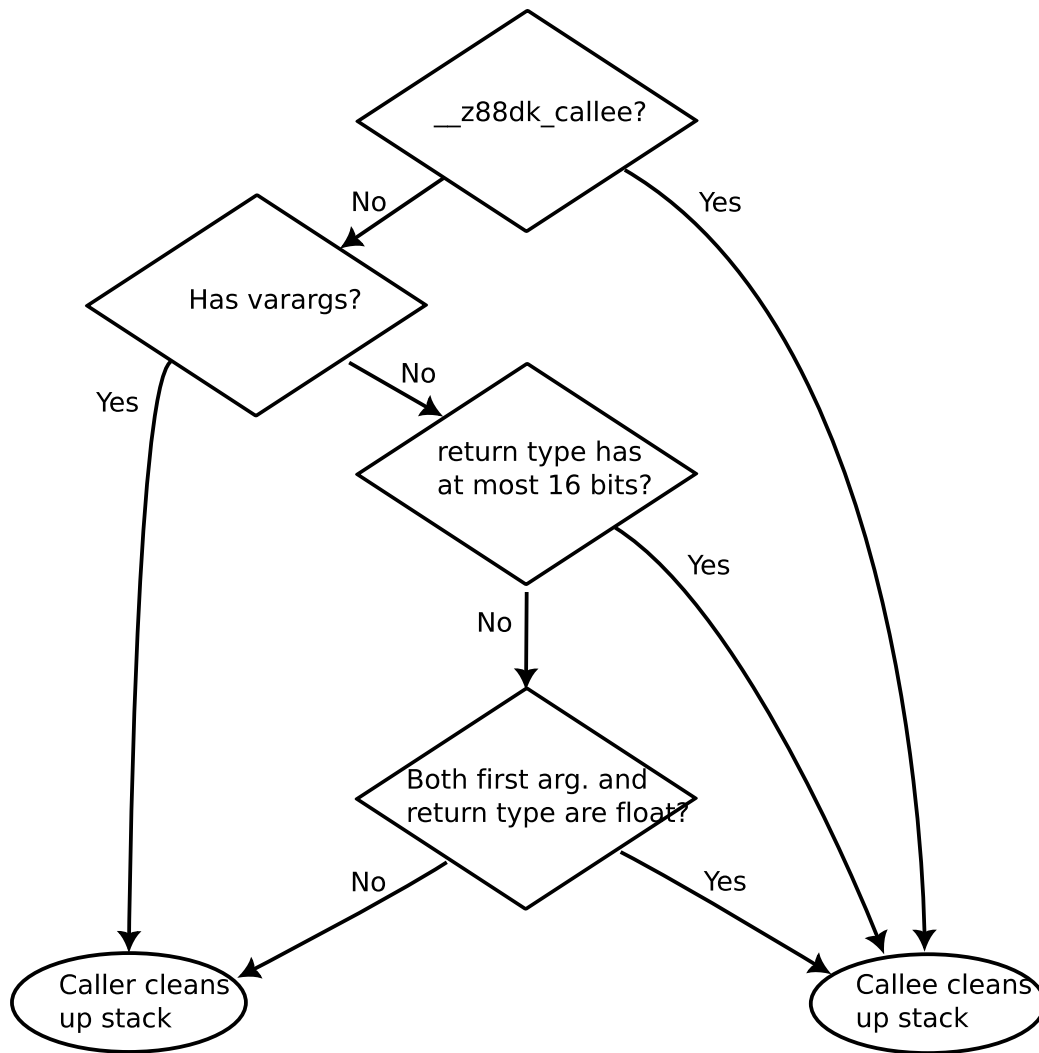 __z88dk_callee?
No
Yes
Has varargs?
No
Yes
return type has
at most 16 bits?
Yes
No
Both first arg. and
return type are float?
No
Yes
Caller cleans
up stack
Callee cleans
up stack